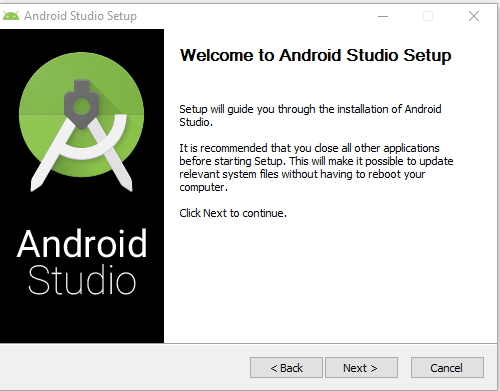 Android Studio Setup
Welcome to Android Studio Setup
Setup will guide you through the installation of Android
Studio.
It is recommended that you close all other applications
before starting Setup. This will make it possible to update
relevant system files without having to reboot your
computer.
Click Next to continue.
Android
Studio
< Back
Next >
Cancel